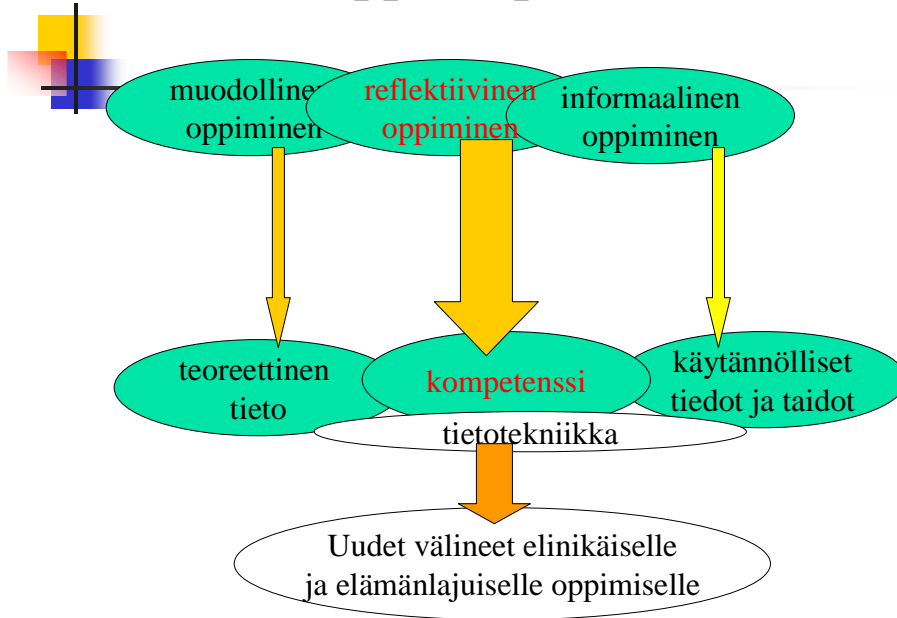 muodollinen
oppiminen
reflektiivinen
oppiminen
informaalinen
oppiminen
teoreettinen
tieto
kompetenssi
käytännölliset
tiedot ja taidot
tietotekniikka
Uudet välineet elinikäiselle
ja elämänlajuiselle oppimiselle